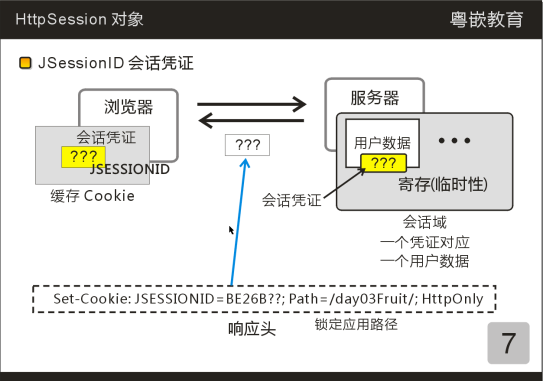 HttpSession 对象
粤嵌教育
JSessionID 会话凭证
浏览器
服务器
会话凭证
???
JSESSIONID
缓存 Cookie
???
用户数据
???
•••
寄存(临时性)
会话凭证
会话域
一个凭证对应
一个用户数据
Set-Cookie: JSESSIONID=BE26B??; Path=/day03Fruit/; HttpOnly
响应头
锁定应用路径
7